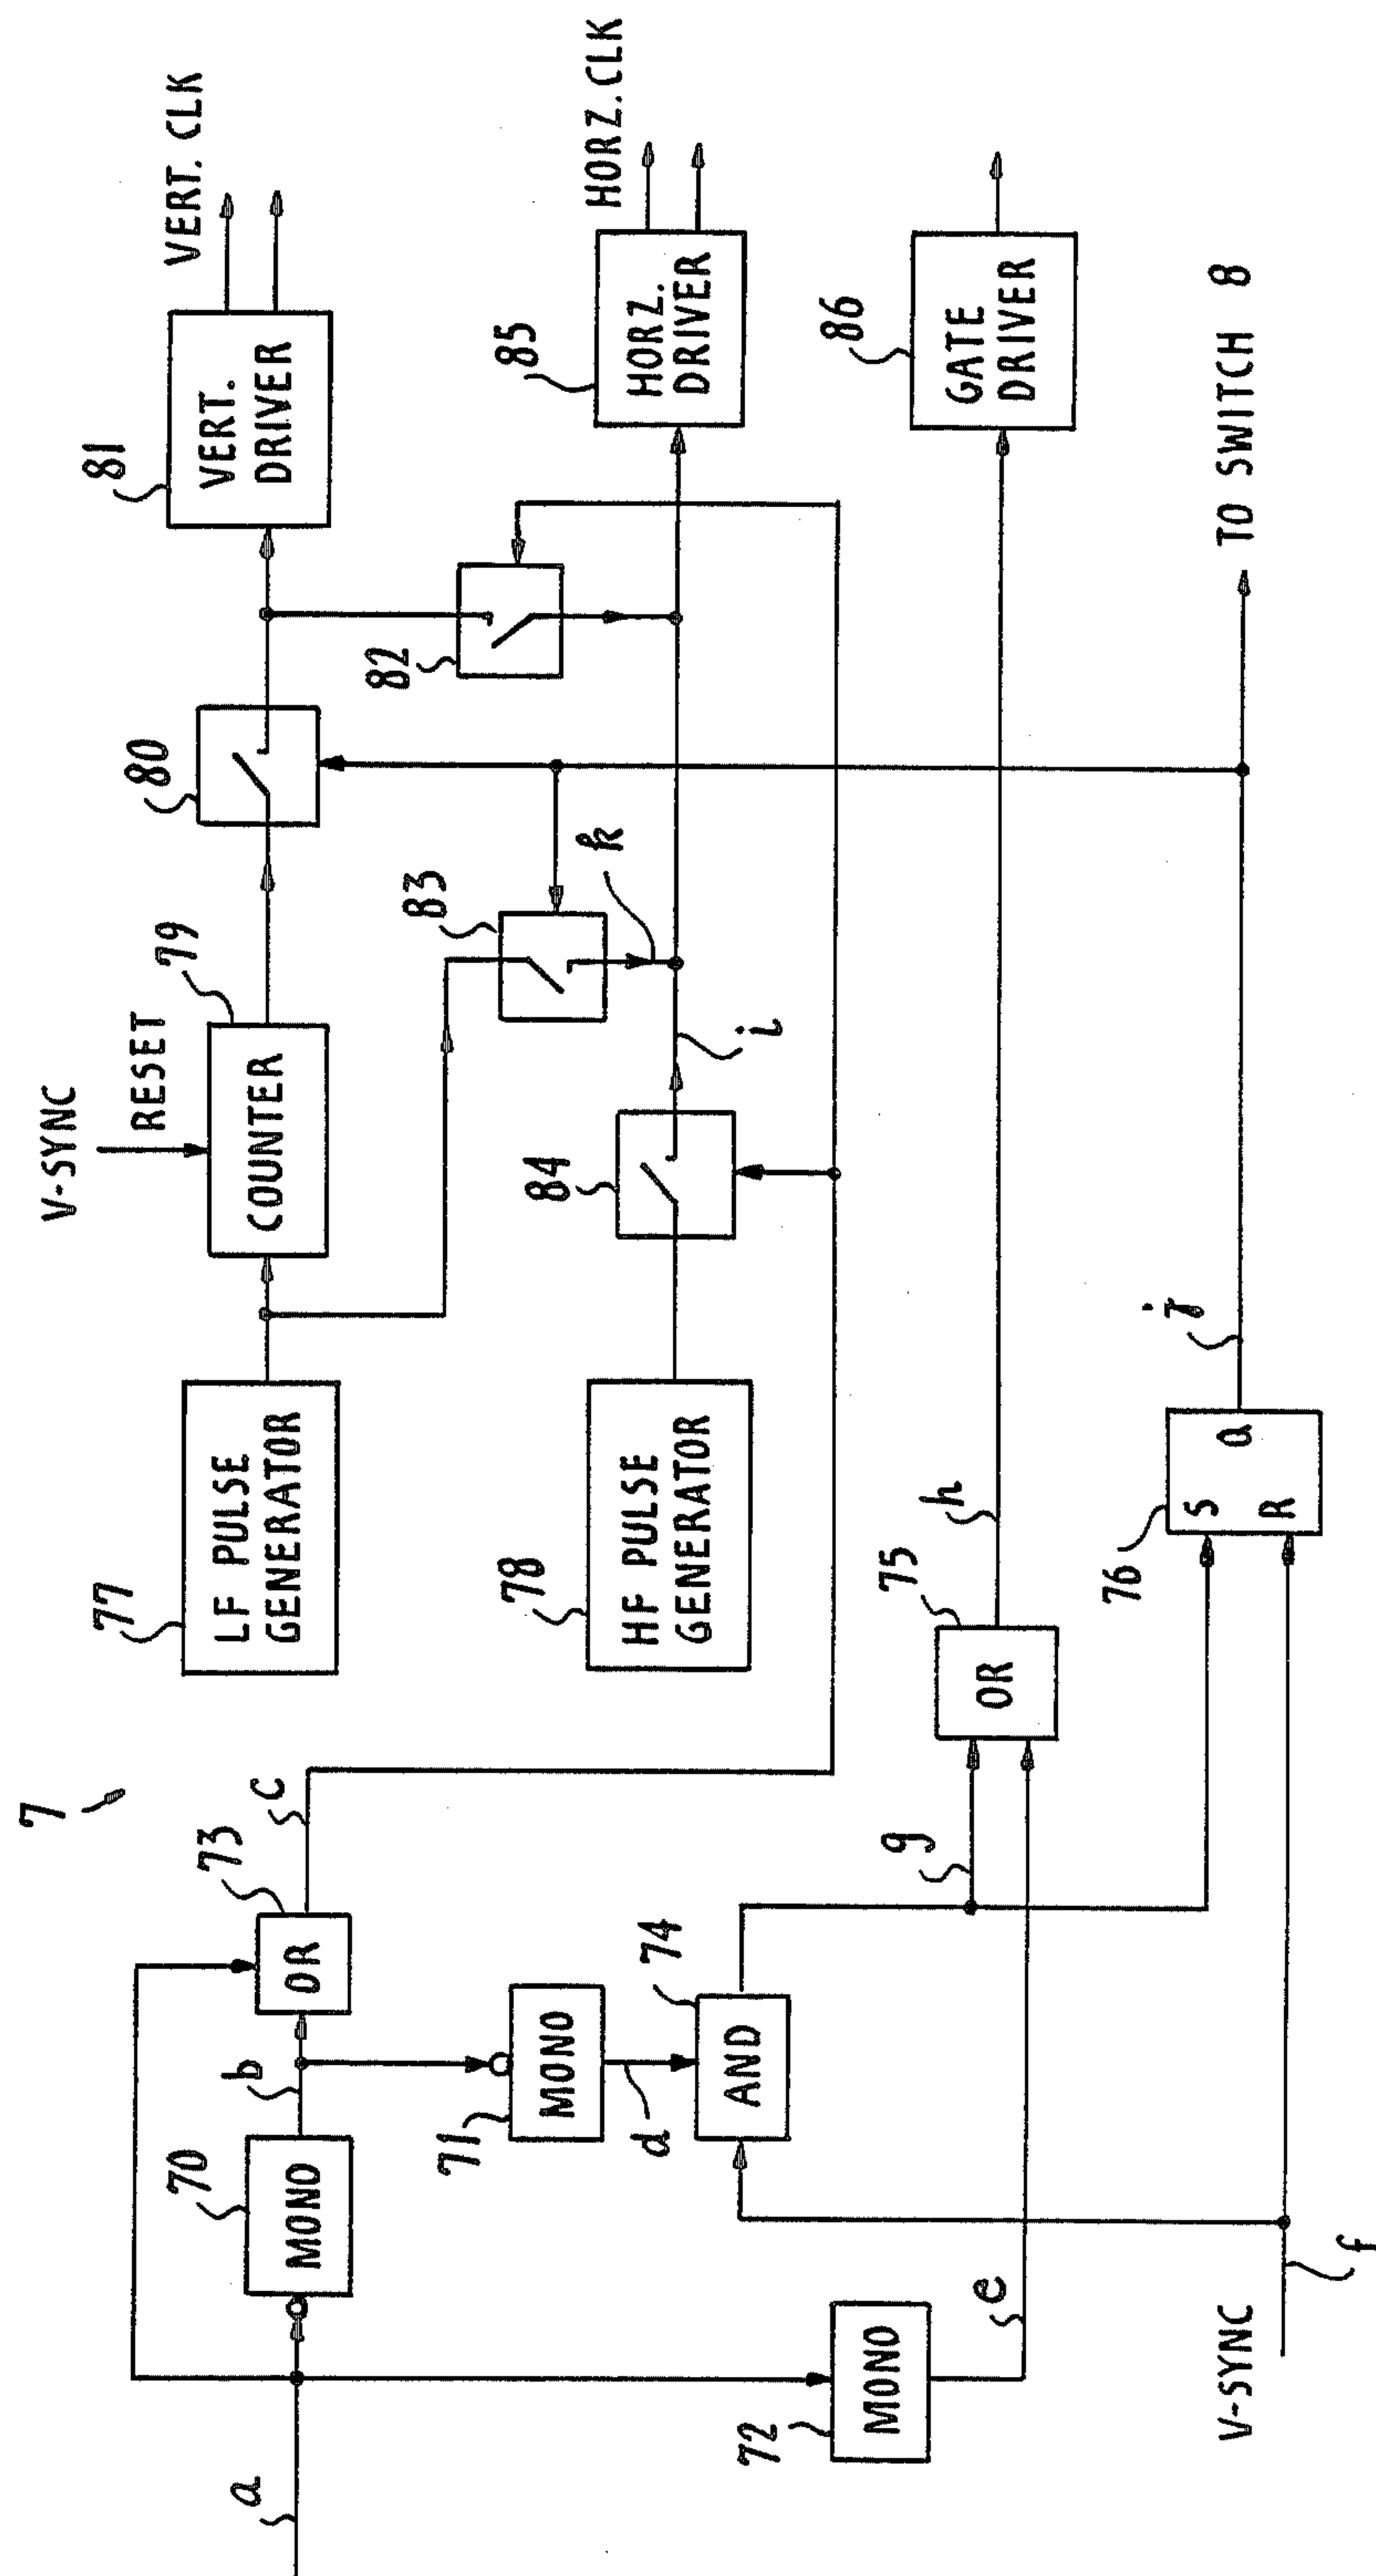 7
a
70
MONO
b
73
OR
c
71
MONO
d
74
AND
72
MONO
e
V-SYNC
f
g
75
OR
h
76
S
R
Q
j
TO SWITCH 8
77
LF PULSE
GENERATOR
V-SYNC
RESET
79
COUNTER
80
81
VERT.
DRIVER
VERT. CLK
78
HF PULSE
GENERATOR
84
i
83
k
82
85
HORZ.
DRIVER
HORZ. CLK
86
GATE
DRIVER